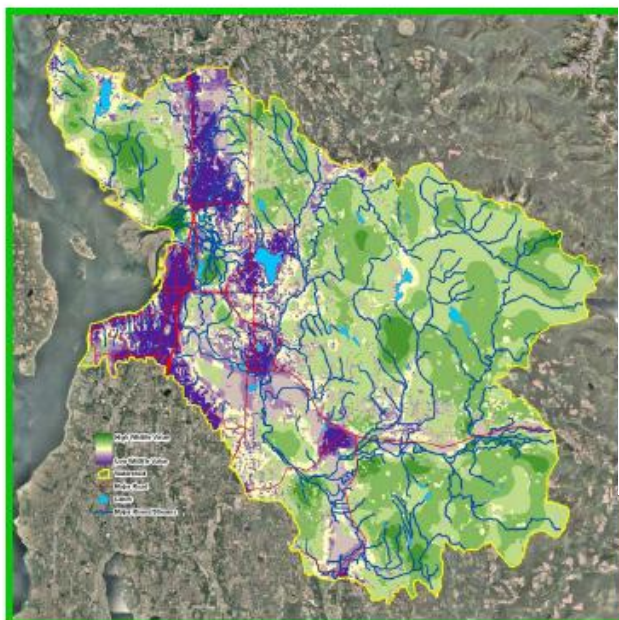 High Wildlife Value
Low Wildlife Value
Watershed
Major Road
Lakes
Major Rivers/Streams